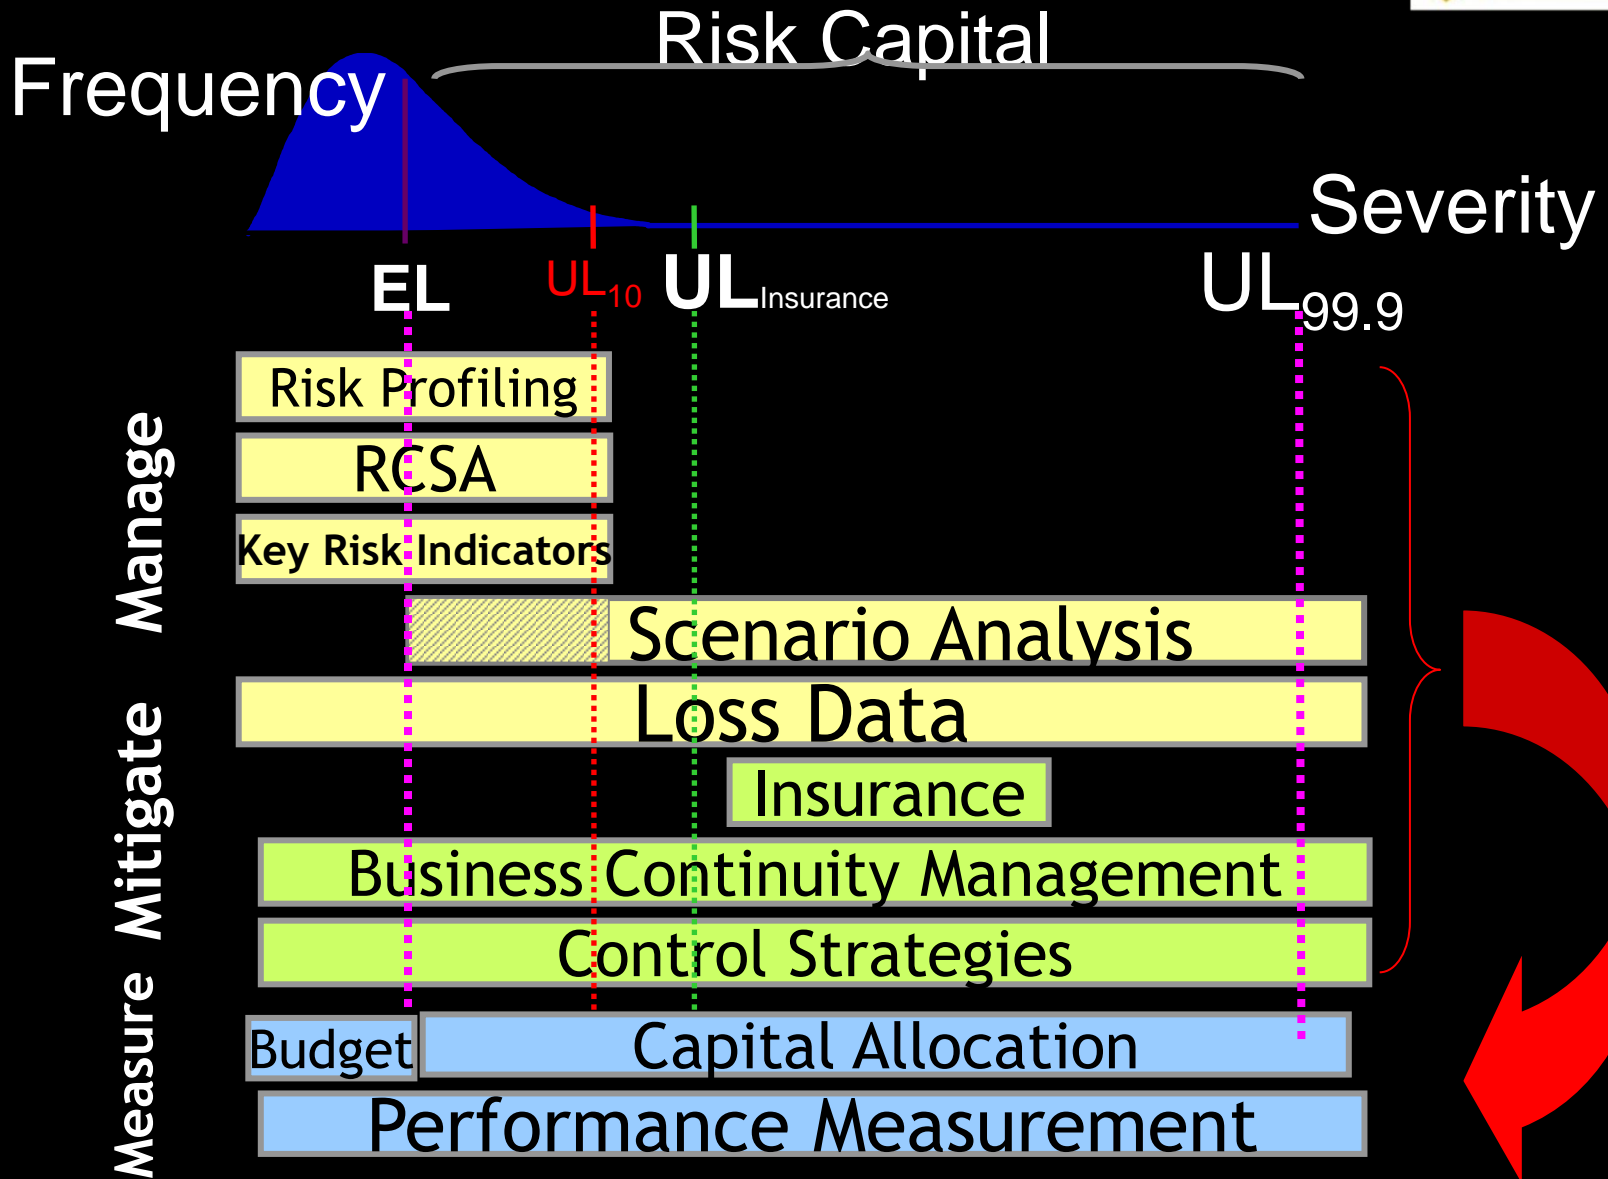 Risk Capital
Frequency
Severity
EL
UL10
ULInsurance
UL99.9
Manage
Risk Profiling
RCSA
Key Risk Indicators
Scenario Analysis
Mitigate
Loss Data
Insurance
Business Continuity Management
Control Strategies
Measure
Budget
Capital Allocation
Performance Measurement